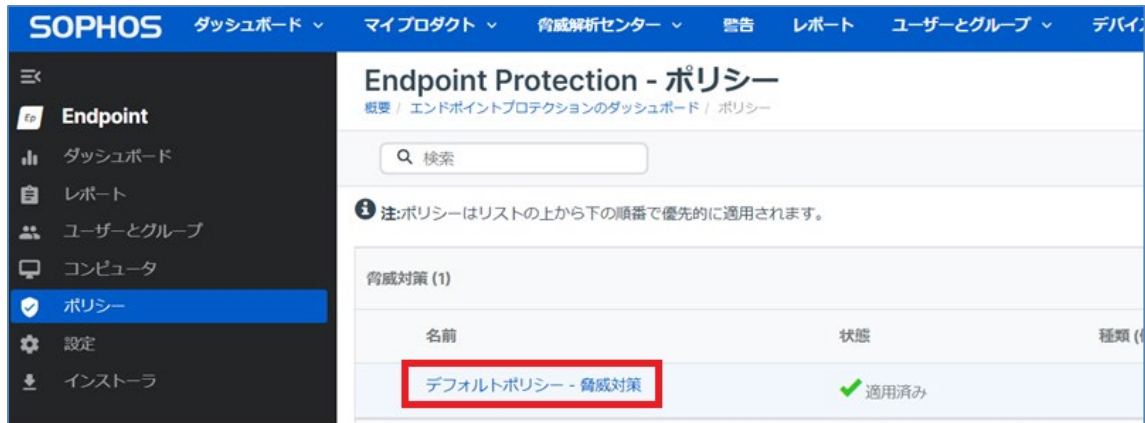 SOPHOS ダッシュボード マイプロダクト 脅威解析センター 警告 レポート ユーザーとグループ デバイ
Endpoint Protection - ポリシー
概要 / エンドポイントプロテクションのダッシュボード / ポリシー
Ep Endpoint
ダッシュボード
レポート
ユーザーとグループ
コンピュータ
ポリシー
設定
インストーラ
検索
注:ポリシーはリストの上から下の順番で優先的に適用されます。
脅威対策 (1)
名前 状態 種類 (
デフォルトポリシー - 脅威対策 適用済み